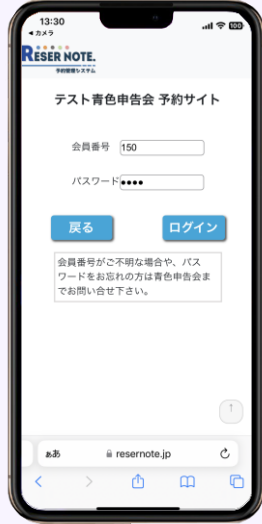 13:30
100
◀ カメラ
RESER NOTE.
予約管理システム
テスト青色申告会 予約サイト
会員番号 150
パスワード ●●●●
戻る ログイン
会員番号がご不明な場合や、パス
ワードをお忘れの方は青色申告会ま
でお問い合せ下さい。
↑
ぁあ resernote.jp